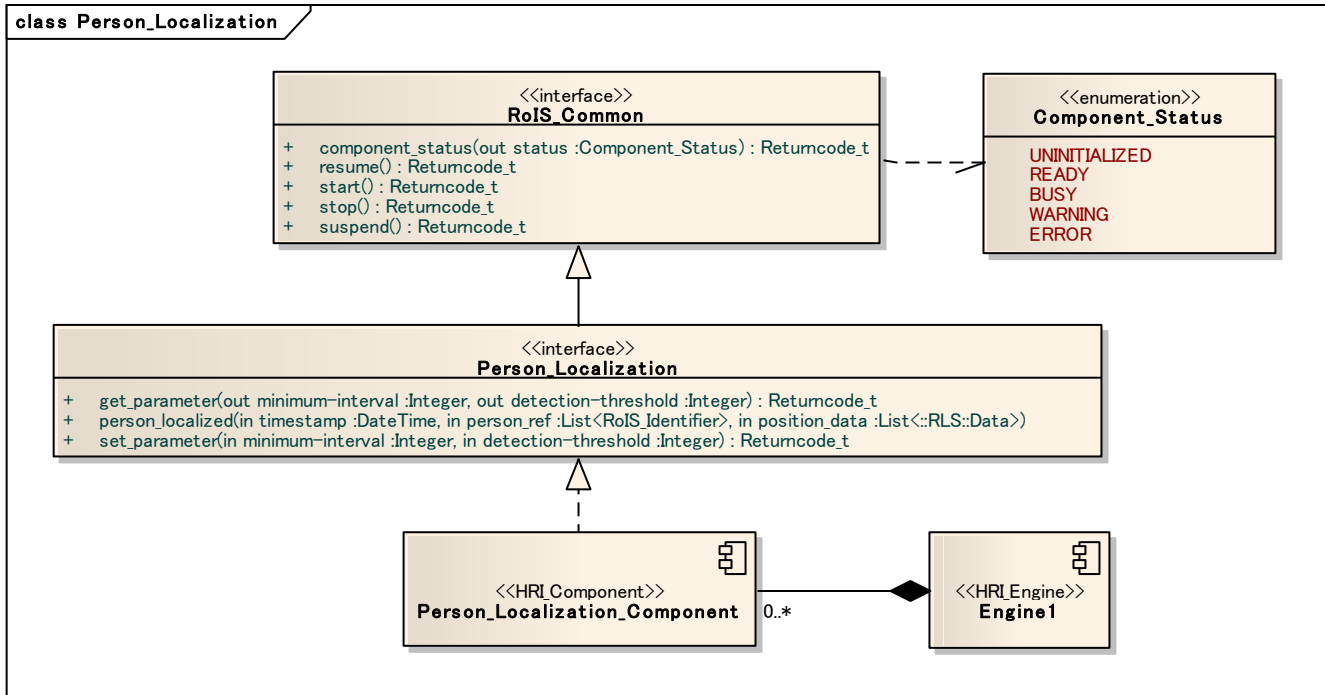 class Person_Localization
<<interface>>
RoIS_Common
+ component_status(out status :Component_Status) : Returncode_t
+ resume() : Returncode_t
+ start() : Returncode_t
+ stop() : Returncode_t
+ suspend() : Returncode_t
<<enumeration>>
Component_Status
UNINITIALIZED
READY
BUSY
WARNING
ERROR
<<interface>>
Person_Localization
+ get_parameter(out minimum-interval :Integer, out detection-threshold :Integer) : Returncode_t
+ person_localized(in timestamp :DateTime, in person_ref :List<RoIS_Identifier>, in position_data :List<::RLS::Data>)
+ set_parameter(in minimum-interval :Integer, in detection-threshold :Integer) : Returncode_t
<<HRI_Component>>
Person_Localization_Component
0..*
<<HRI_Engine>>
Engine1